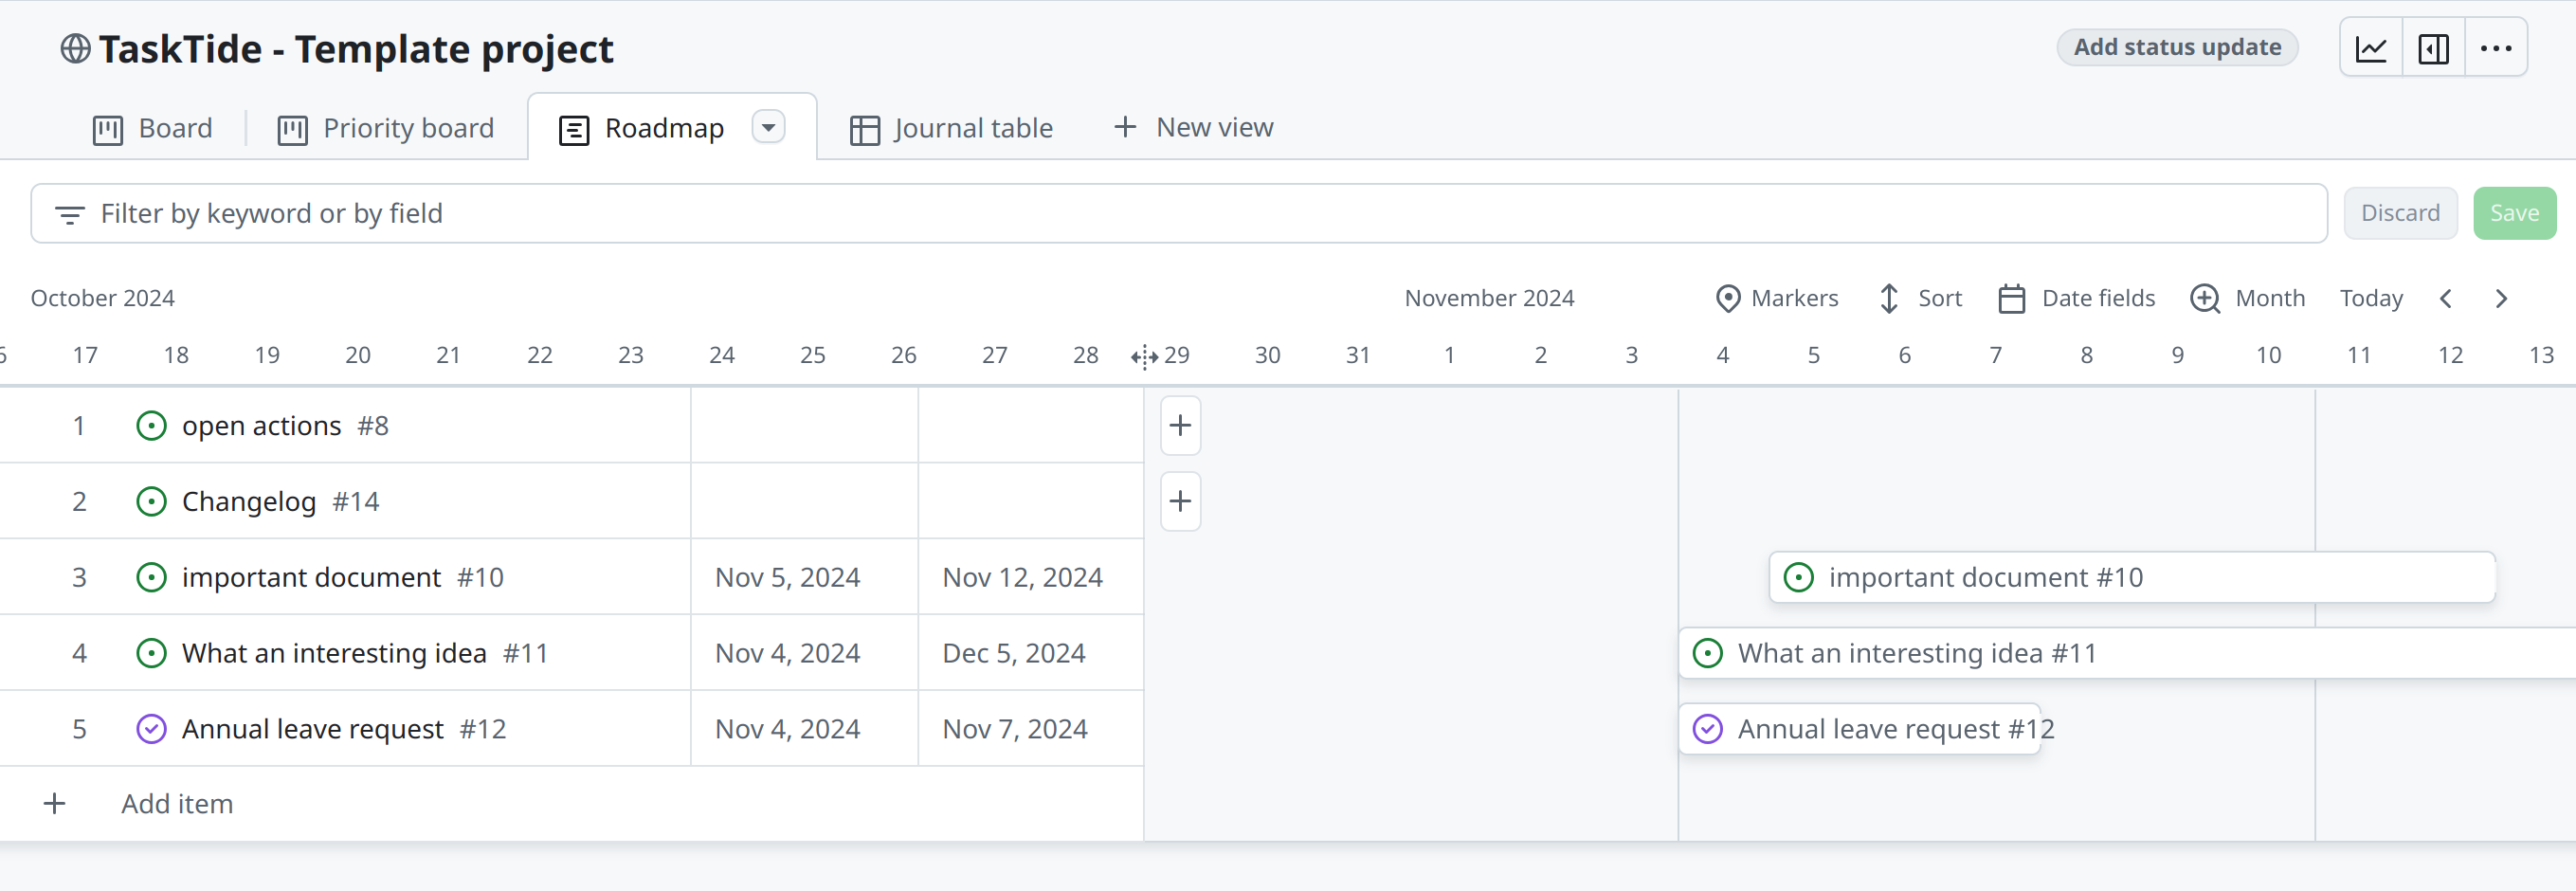 TaskTide - Template project
Add status update
Board Priority board Roadmap Journal table New view
Filter by keyword or by field
Discard Save
October 2024 November 2024 Markers Sort Date fields Month Today
6 17 18 19 20 21 22 23 24 25 26 27 28 29 30 31 1 2 3 4 5 6 7 8 9 10 11 12 13
1 open actions #8
2 Changelog #14
3 important document #10 Nov 5, 2024 Nov 12, 2024 important document #10
4 What an interesting idea #11 Nov 4, 2024 Dec 5, 2024 What an interesting idea #11
5 Annual leave request #12 Nov 4, 2024 Nov 7, 2024 Annual leave request #12
Add item